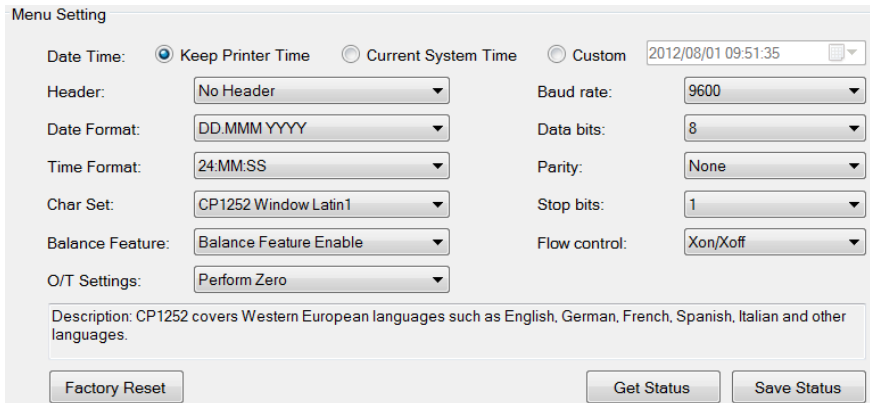 Menu Setting
Date Time: Keep Printer Time Current System Time Custom 2012/08/01 09:51:35
Header: No Header Baud rate: 9600
Date Format: DD.MMM YYYY Data bits: 8
Time Format: 24:MM:SS Parity: None
Char Set: CP1252 Window Latin1 Stop bits: 1
Balance Feature: Balance Feature Enable Flow control: Xon/Xoff
O/T Settings: Perform Zero
Description: CP1252 covers Western European languages such as English, German, French, Spanish, Italian and other
languages.
Factory Reset Get Status Save Status